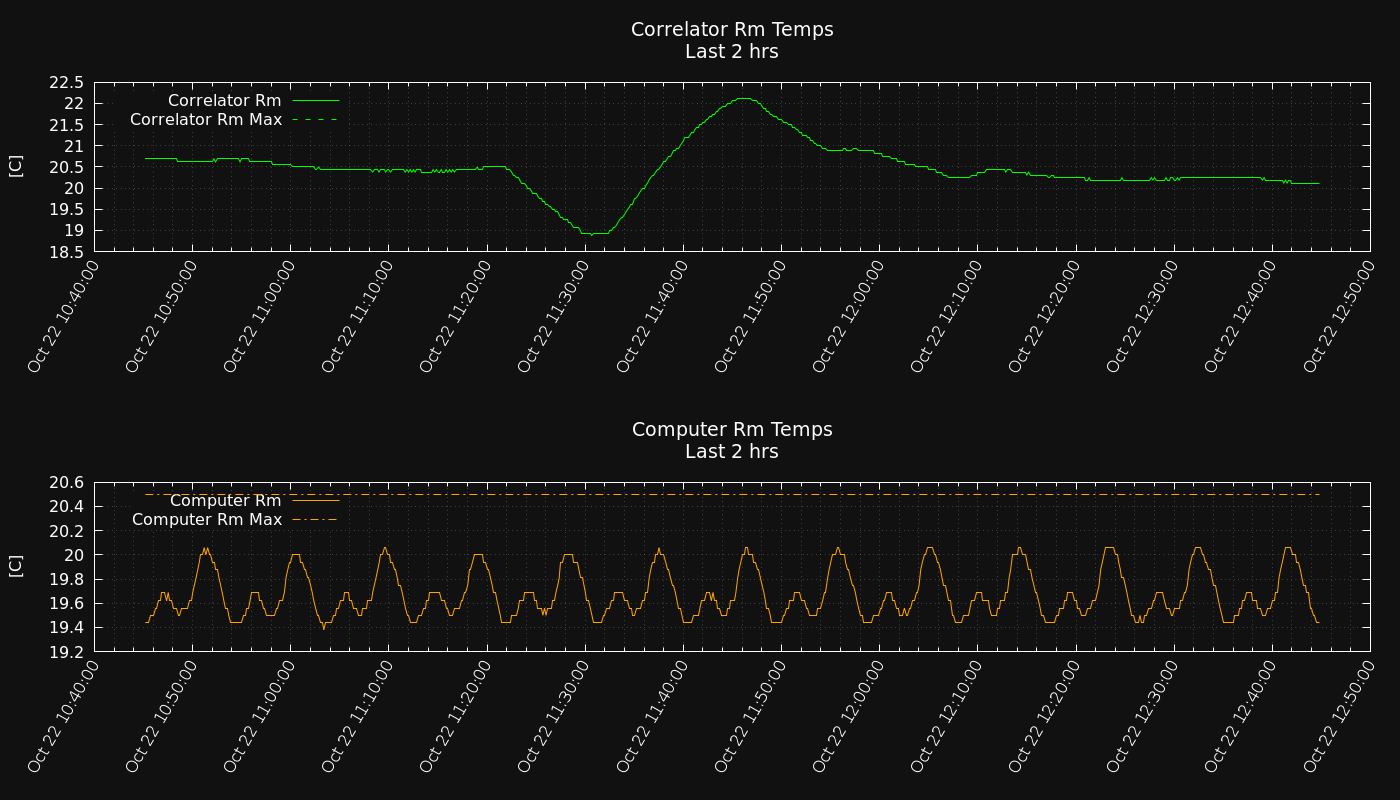 Correlator Rm Temps
Last 2 hrs
22.5
22
21.5
21
20.5
20
19.5
19
18.5
[C]
Correlator Rm
Correlator Rm Max
Oct 22 10:40:00
Oct 22 10:50:00
Oct 22 11:00:00
Oct 22 11:10:00
Oct 22 11:20:00
Oct 22 11:30:00
Oct 22 11:40:00
Oct 22 11:50:00
Oct 22 12:00:00
Oct 22 12:10:00
Oct 22 12:20:00
Oct 22 12:30:00
Oct 22 12:40:00
Oct 22 12:50:00
Computer Rm Temps
Last 2 hrs
20.6
20.4
20.2
20
19.8
19.6
19.4
19.2
[C]
Computer Rm
Computer Rm Max
Oct 22 10:40:00
Oct 22 10:50:00
Oct 22 11:00:00
Oct 22 11:10:00
Oct 22 11:20:00
Oct 22 11:30:00
Oct 22 11:40:00
Oct 22 11:50:00
Oct 22 12:00:00
Oct 22 12:10:00
Oct 22 12:20:00
Oct 22 12:30:00
Oct 22 12:40:00
Oct 22 12:50:00